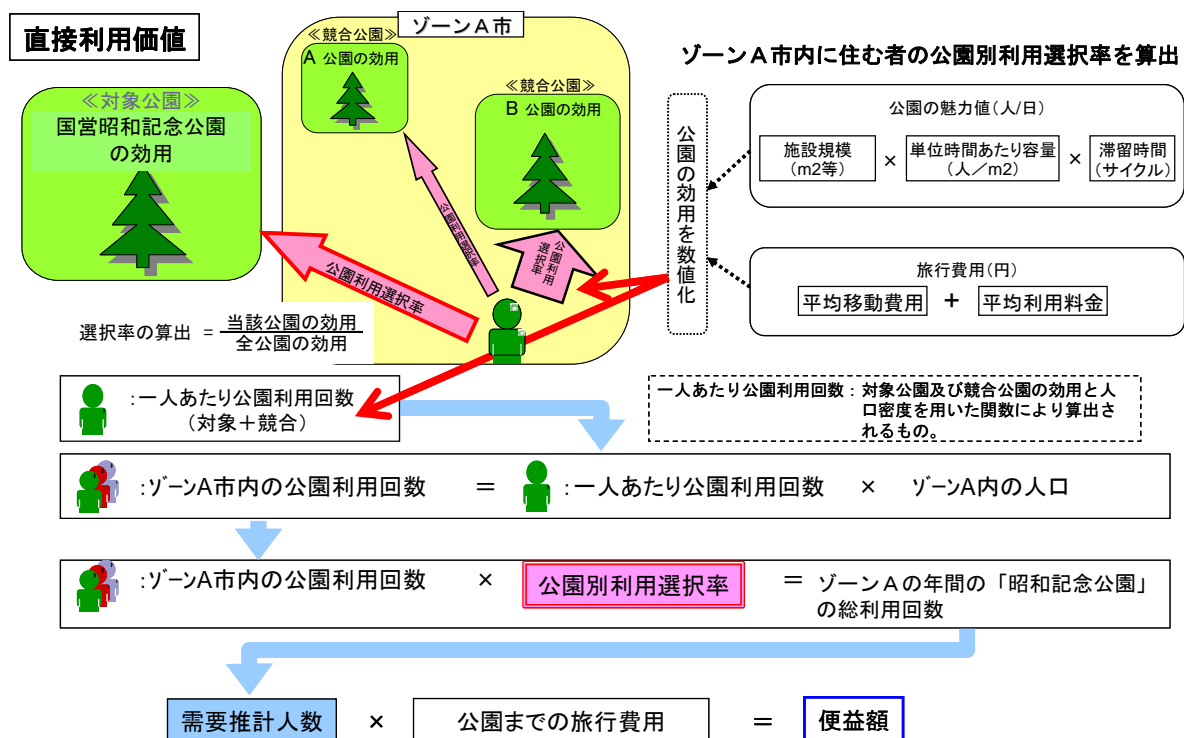 直接利用価値
ゾーンA市
≪競合公園≫
A 公園の効用
≪競合公園≫
B 公園の効用
≪対象公園≫
国営昭和記念公園
の効用
公園利用選択率
公園利用選択率
公園利用
選択率
選択率の算出 = 当該公園の効用
全公園の効用
ゾーンA市内に住む者の公園別利用選択率を算出
公園の効用を数値化
公園の魅力値(人/日)
施設規模
(m2等)
×
単位時間あたり容量
(人/m2)
×
滞留時間
(サイクル)
旅行費用(円)
平均移動費用 + 平均利用料金
:一人あたり公園利用回数
(対象+競合)
一人あたり公園利用回数: 対象公園及び競合公園の効用と人
口密度を用いた関数により算出さ
れるもの。
:ゾーンA市内の公園利用回数 = :一人あたり公園利用回数 × ゾーンA内の人口
:ゾーンA市内の公園利用回数 × 公園別利用選択率 = ゾーンAの年間の「昭和記念公園」
の総利用回数
需要推計人数 × 公園までの旅行費用 = 便益額